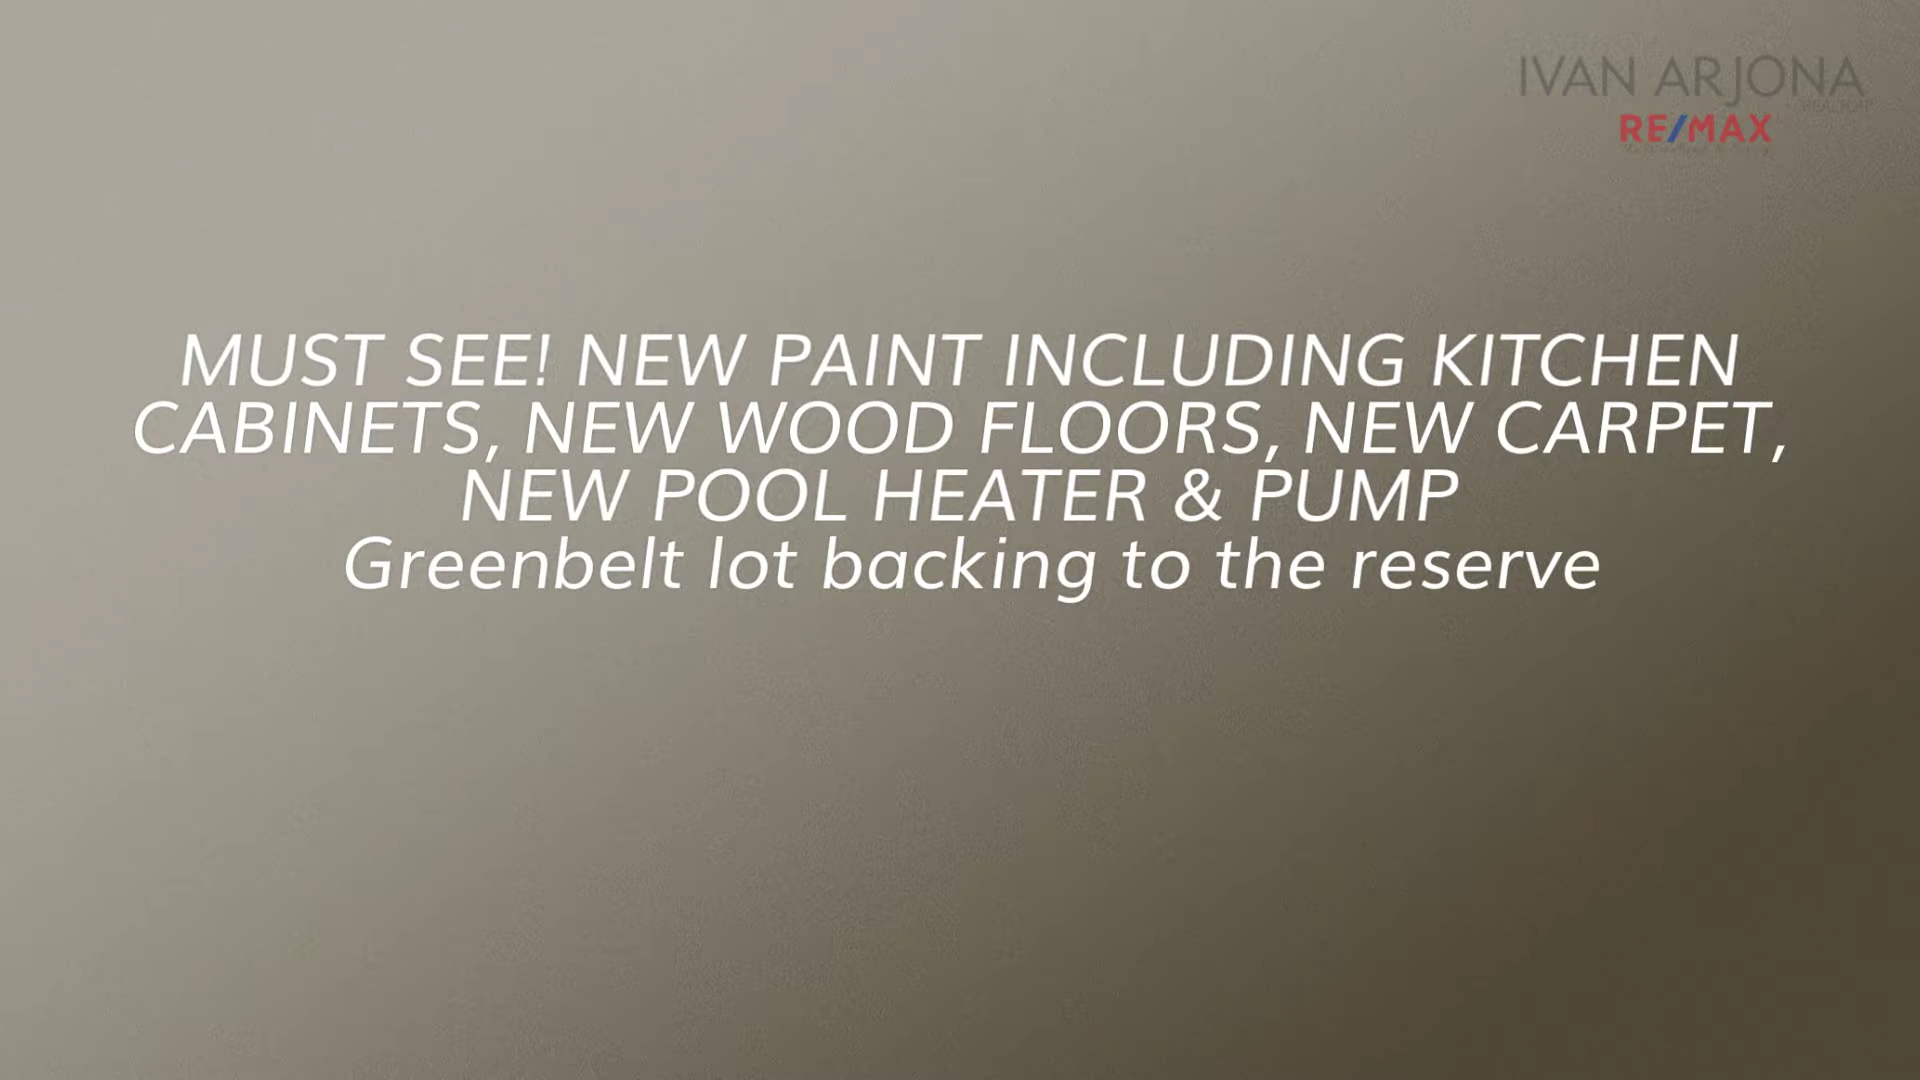 IVAN ARJONA
REALTOR
RE/MAX
MUST SEE! NEW PAINT INCLUDING KITCHEN
CABINETS, NEW WOOD FLOORS, NEW CARPET,
NEW POOL HEATER & PUMP
Greenbelt lot backing to the reserve